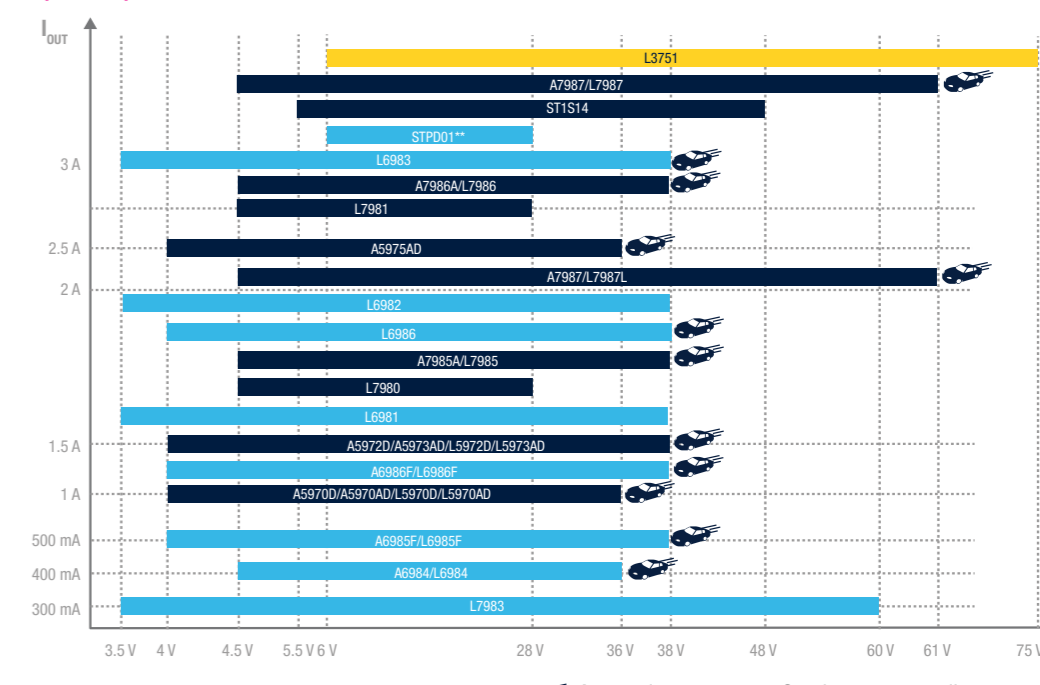 IOUT
L3751
A7987/L7987
ST1S14
STPD01**
3 A
L6983
A7986A/L7986
L7981
2.5 A
A5975AD
A7987/L7987L
2 A
L6982
L6986
A7985A/L7985
L7980
L6981
1.5 A
A5972D/A5973AD/L5972D/L5973AD
A6986F/L6986F
1 A
A5970D/A5970AD/L5970D/L5970AD
500 mA
A6985F/L6985F
400 mA
A6984/L6984
300 mA
L7983
3.5 V 4 V 4.5 V 5.5 V 6 V 28 V 36 V 38 V 48 V 60 V 61 V 75 V